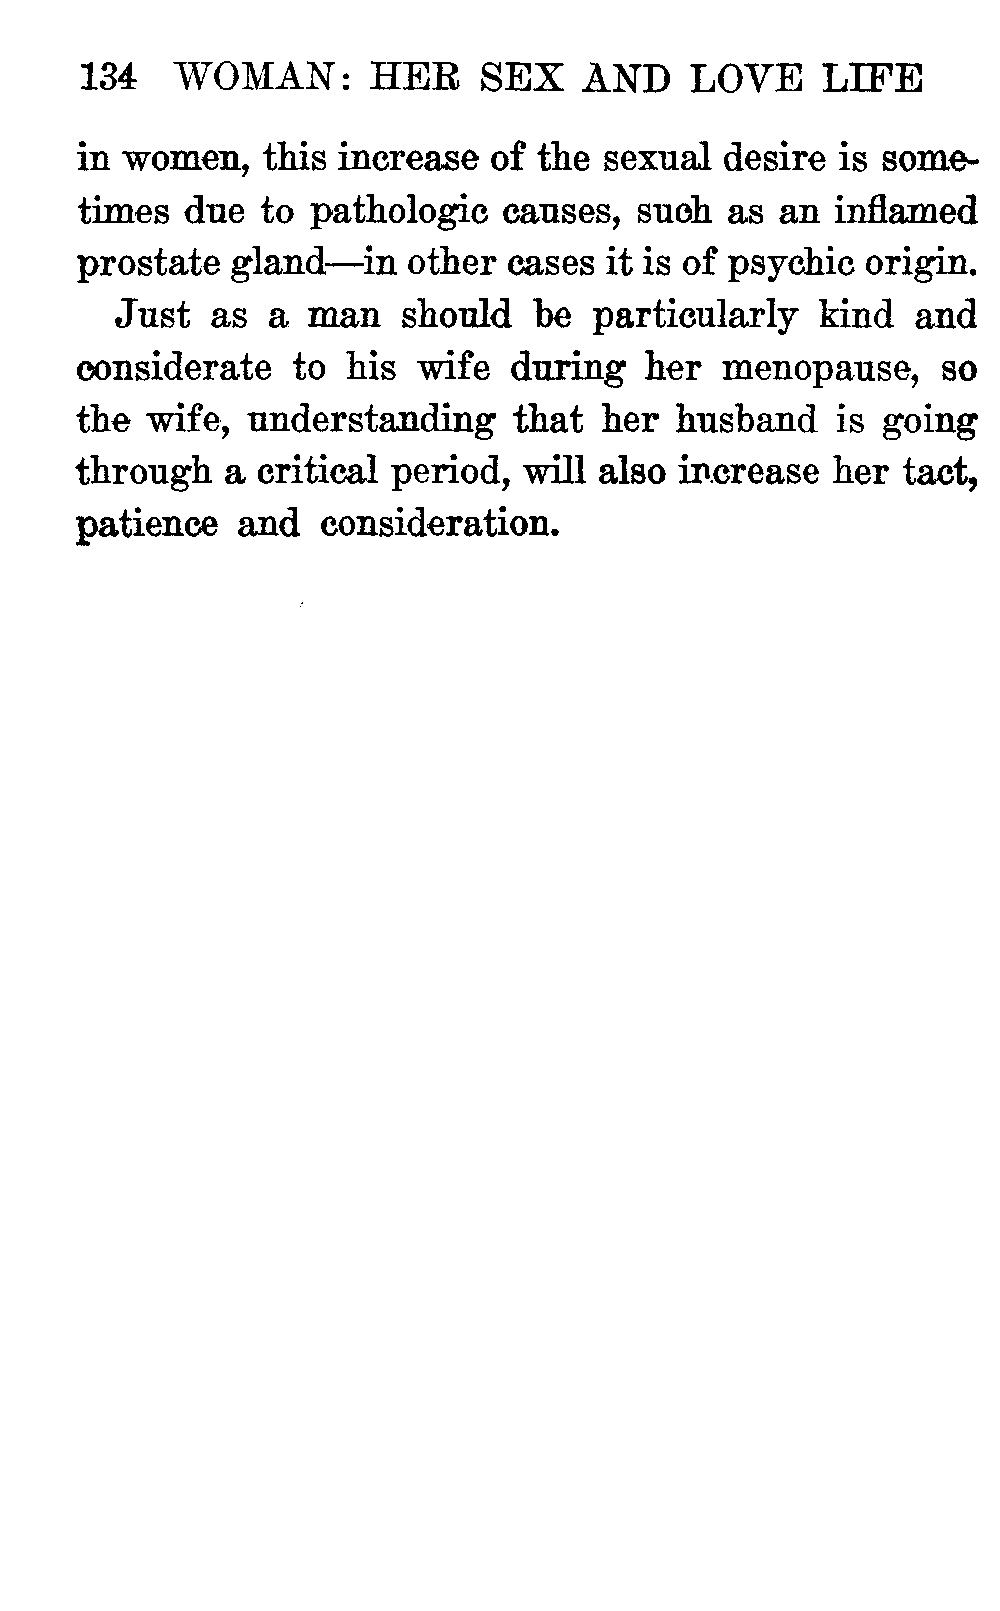 134 WOMAN: HER SEX AND LOVE LIFE
in women, this increase of the sexual desire is some-
times due to pathologic causes, such as an inflamed
prostate gland—in other cases it is of psychic origin.
Just as a man should be particularly kind and
considerate to his wife during her menopause, so
the wife, understanding that her husband is going
through a critical period, will also increase her tact,
patience and consideration.